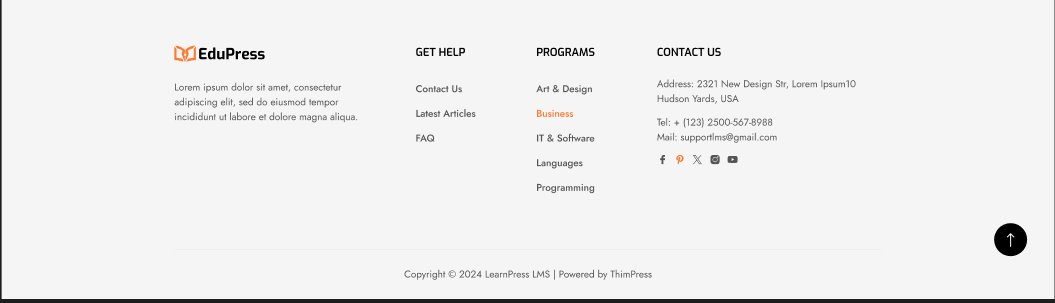 EduPress
Lorem ipsum dolor sit amet, consectetur
adipiscing elit, sed do eiusmod tempor
incididunt ut labore et dolore magna aliqua.
GET HELP
Contact Us
Latest Articles
FAQ
PROGRAMS
Art & Design
Business
IT & Software
Languages
Programming
CONTACT US
Address: 2321 New Design Str, Lorem Ipsum10
Hudson Yards, USA
Tel: + (123) 2500-567-8988
Mail: supportlms@gmail.com
Copyright © 2024 LearnPress LMS | Powered by ThimPress